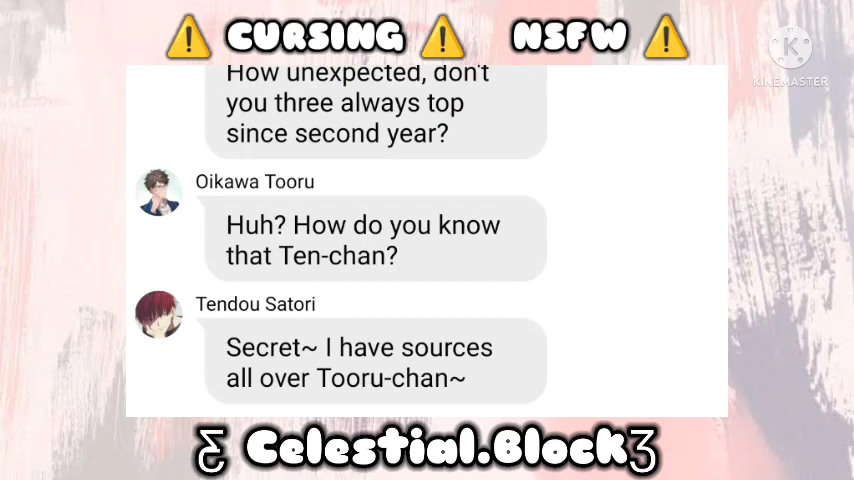 ⚠️ CURSING ⚠️ NSFW ⚠️
K
KINEMASTER
How unexpected, don't
you three always top
since second year?
Oikawa Tooru
Huh? How do you know
that Ten-chan?
Tendou Satori
Secret~ I have sources
all over Tooru-chan~
Ƹ Celestial.Block Ʒ